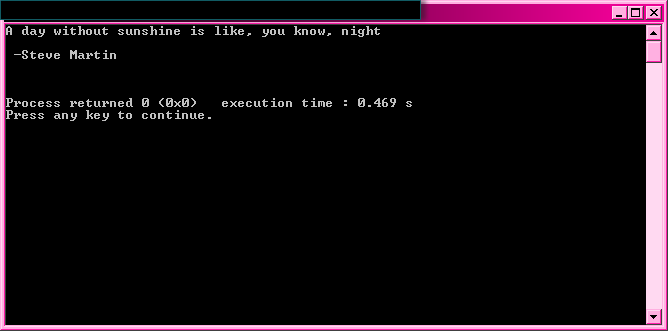 A day without sunshine is like, you know, night
-Steve Martin
Process returned 0 (0x0)   execution time : 0.469 s
Press any key to continue.